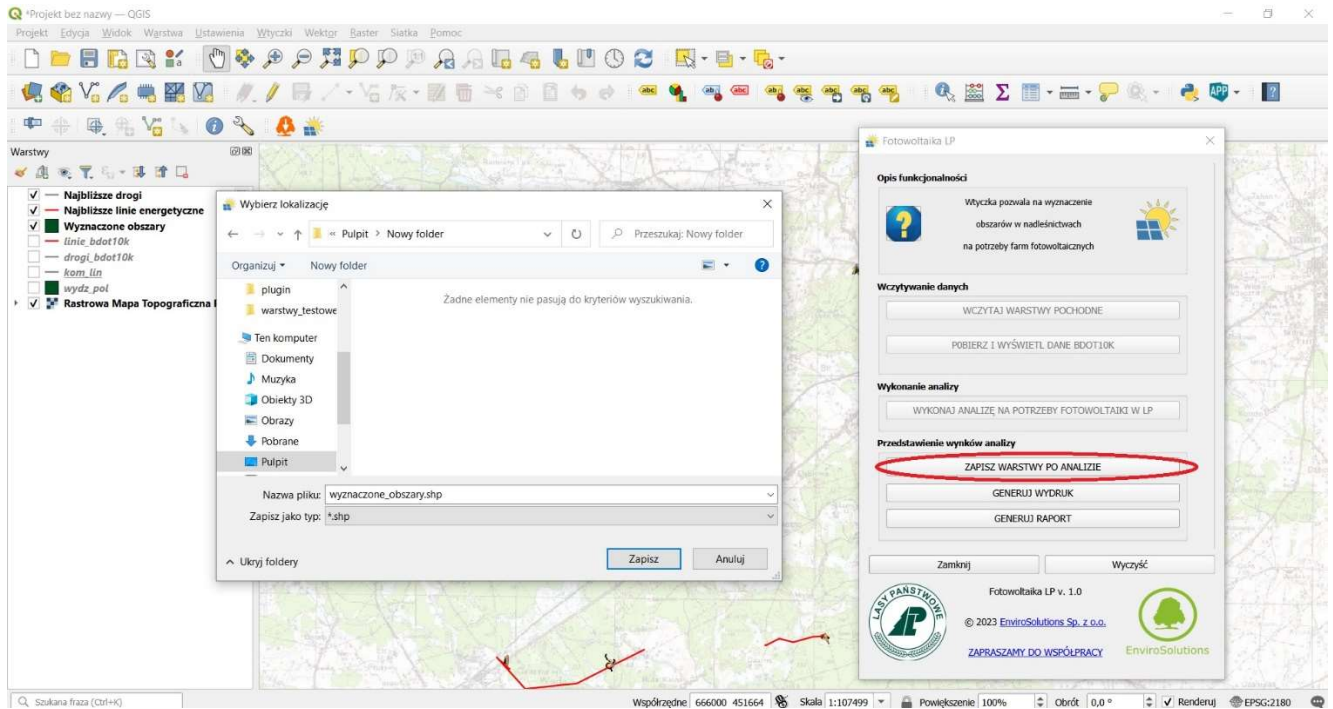 *Projekt bez nazwy — QGIS
Projekt Edycja Widok Warstwa Ustawienia Wtyczki Wektor Raster Siatka Pomoc
Warstwy
Najbliższe drogi
Najbliższe linie energetyczne
Wyznaczone obszary
linie_bdot10k
drogi_bdot10k
kom_lin
wydz_pol
Rastrowa Mapa Topograficzna
Wybierz lokalizację
« Pulpit > Nowy folder
Przeszukaj: Nowy folder
Organizuj
Nowy folder
plugin
warstwy_testowe
Ten komputer
Dokumenty
Muzyka
Obiekty 3D
Obrazy
Pobrane
Pulpit
Żadne elementy nie pasują do kryteriów wyszukiwania.
Nazwa pliku: wyznaczone_obszary.shp
Zapisz jako typ: *.shp
Ukryj foldery
Zapisz
Anuluj
Fotowoltaika LP
Opis funkcjonalności
Wtyczka pozwala na wyznaczenie
obszarów w nadleśnictwach
na potrzeby farm fotowoltaicznych
Wczytywanie danych
WCZYTAJ WARSTWY POCHODNE
POBIERZ I WYŚWIETL DANE BDOT10K
Wykonanie analizy
WYKONAJ ANALIZĘ NA POTRZEBY FOTOWOLTAIKI W LP
Przedstawienie wynków analizy
ZAPISZ WARSTWY PO ANALIZIE
GENERUJ WYDRUK
GENERUJ RAPORT
Zamknij
Wyczyść
LASY PAŃSTWOWE
Fotowoltaika LP v. 1.0
© 2023 EnviroSolutions Sp. z o.o.
ZAPRASZAMY DO WSPÓŁPRACY
EnviroSolutions
Szukana fraza (Ctrl+K)
Współrzędne 666000 451664 Skala 1:107499 Powiększenie 100% Obrót 0,0 ° Renderuj EPSG:2180